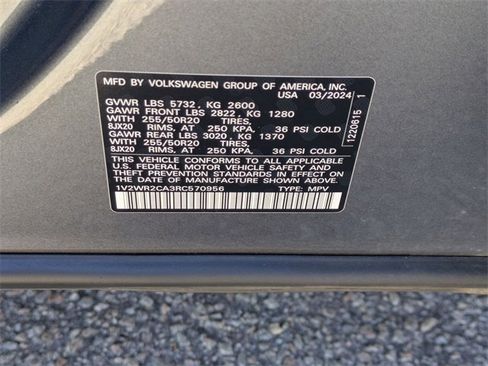 MFD BY VOLKSWAGEN GROUP OF AMERICA, INC.
USA 03/2024
GVWR LBS 5732, KG 2600
GAWR FRONT LBS 2822, KG 1280
WITH 255/50R20 TIRES,
8JX20 RIMS, AT 250 KPA, 36 PSI COLD
GAWR REAR LBS 3020, KG 1370
WITH 255/50R20 TIRES,
8JX20 RIMS, AT 250 KPA, 36 PSI COLD
THIS VEHICLE CONFORMS TO ALL APPLICABLE
U.S. FEDERAL MOTOR VEHICLE SAFETY AND
THEFT PREVENTION STANDARDS IN EFFECT ON THE
DATE OF MANUFACTURE SHOWN ABOVE
1V2WR2CA3RC570956 TYPE: MPV
1220615 1